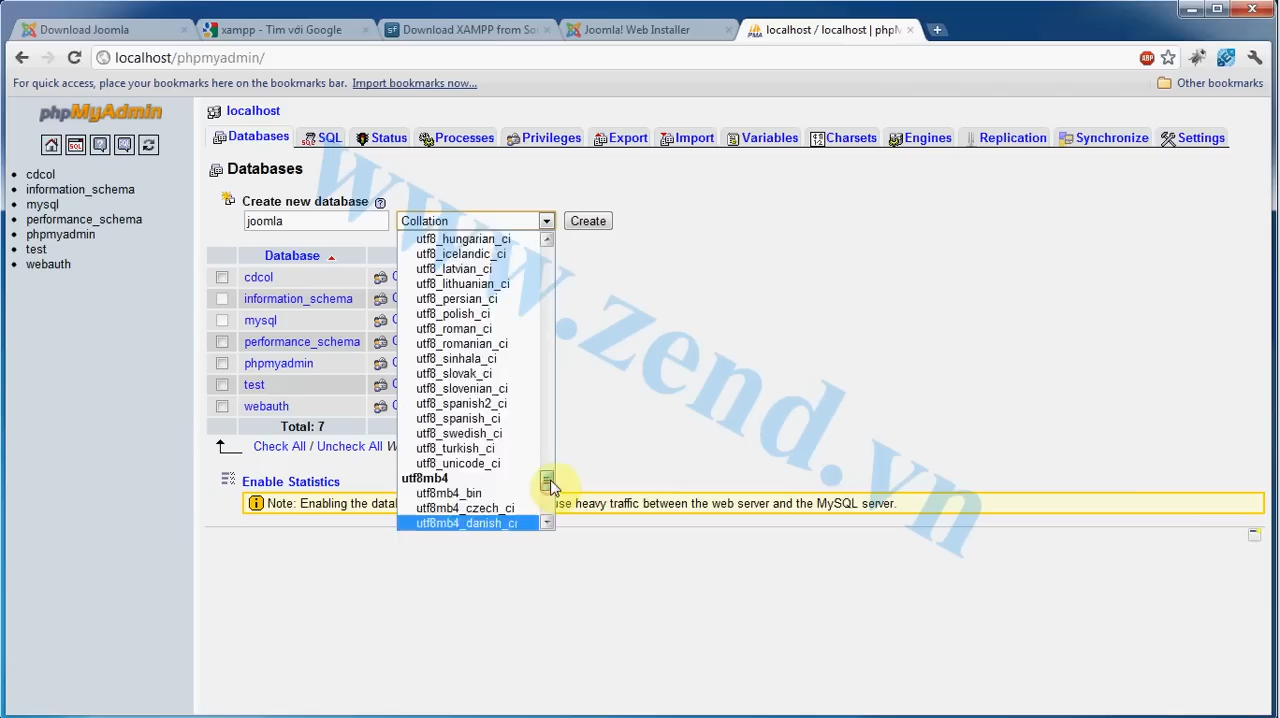 Download Joomla
xampp - Tìm với Google
Download XAMPP from So
Joomla! Web Installer
localhost / localhost | phpM
localhost/phpmyadmin/
ABP
For quick access, place your bookmarks here on the bookmarks bar. Import bookmarks now...
Other bookmarks
phpMyAdmin
SQL
cdcol
information_schema
mysql
performance_schema
phpmyadmin
test
webauth
localhost
Databases
SQL
Status
Processes
Privileges
Export
Import
Variables
Charsets
Engines
Replication
Synchronize
Settings
Databases
Create new database
joomla
Collation
Create
Database
cdcol
information_schema
mysql
performance_schema
phpmyadmin
test
webauth
Total: 7
Check All / Uncheck All
Enable Statistics
Note: Enabling the
use heavy traffic between the web server and the MySQL server.
utf8_hungarian_ci
utf8_icelandic_ci
utf8_latvian_ci
utf8_lithuanian_ci
utf8_persian_ci
utf8_polish_ci
utf8_roman_ci
utf8_romanian_ci
utf8_sinhala_ci
utf8_slovak_ci
utf8_slovenian_ci
utf8_spanish2_ci
utf8_spanish_ci
utf8_swedish_ci
utf8_turkish_ci
utf8_unicode_ci
utf8mb4
utf8mb4_bin
utf8mb4_czech_ci
utf8mb4_danish_ci
www.zend.vn